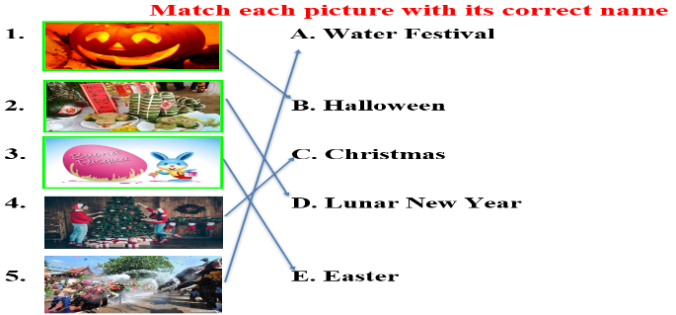 Match each picture with its correct name
1.
A. Water Festival
2.
B. Halloween
3.
C. Christmas
4.
D. Lunar New Year
5.
E. Easter